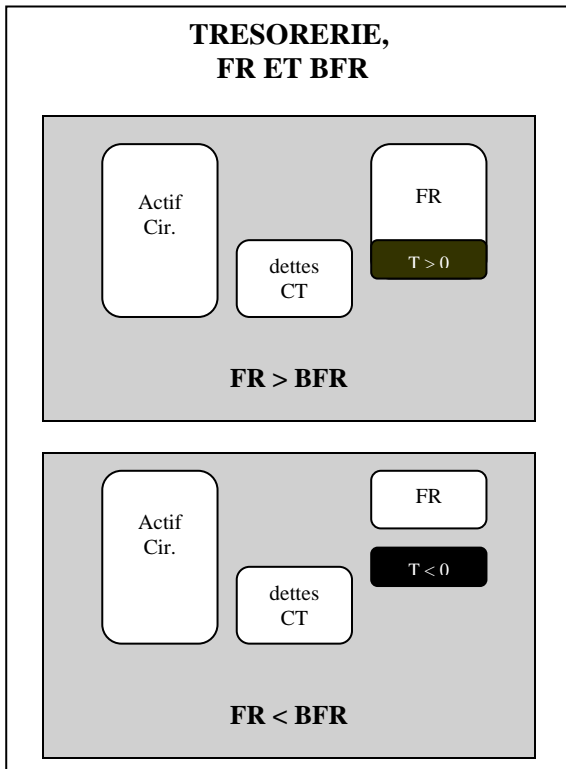 TRESORERIE,
FR ET BFR
Actif
Cir.
dettes
CT
FR
T > 0
FR > BFR
Actif
Cir.
dettes
CT
FR
T < 0
FR < BFR